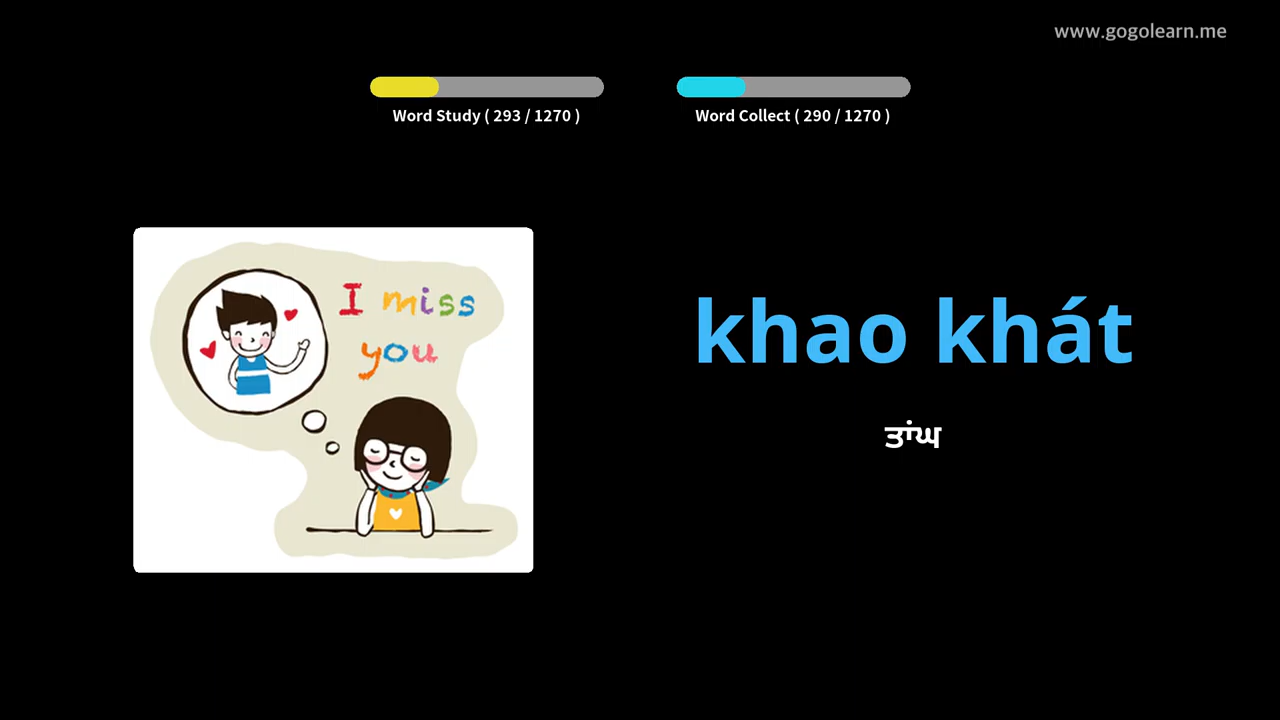 www.gogolearn.me
Word Study ( 293 / 1270 )
Word Collect ( 290 / 1270 )
I miss
you
khao khát
ਤਾਂਘ